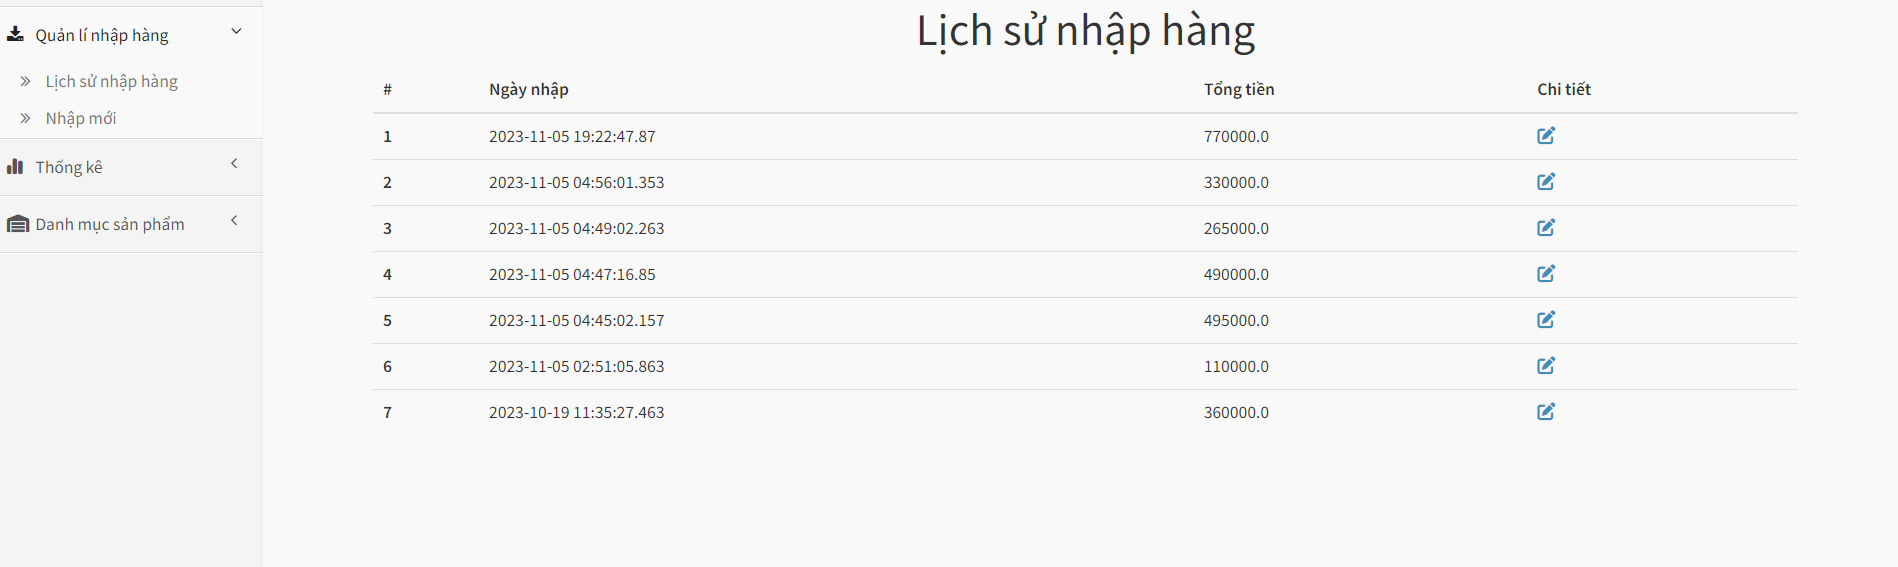 Quản lí nhập hàng
Lịch sử nhập hàng
Nhập mới
Thống kê
Danh mục sản phẩm
Lịch sử nhập hàng
# Ngày nhập Tổng tiền Chi tiết
1 2023-11-05 19:22:47.87 770000.0
2 2023-11-05 04:56:01.353 330000.0
3 2023-11-05 04:49:02.263 265000.0
4 2023-11-05 04:47:16.85 490000.0
5 2023-11-05 04:45:02.157 495000.0
6 2023-11-05 02:51:05.863 110000.0
7 2023-10-19 11:35:27.463 360000.0